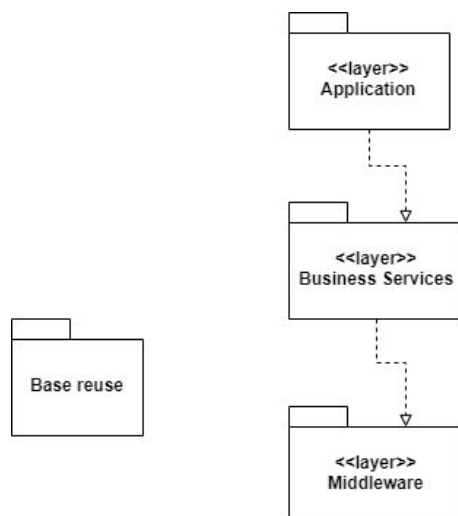 <<layer>>
Application
<<layer>>
Business Services
Base reuse
<<layer>>
Middleware